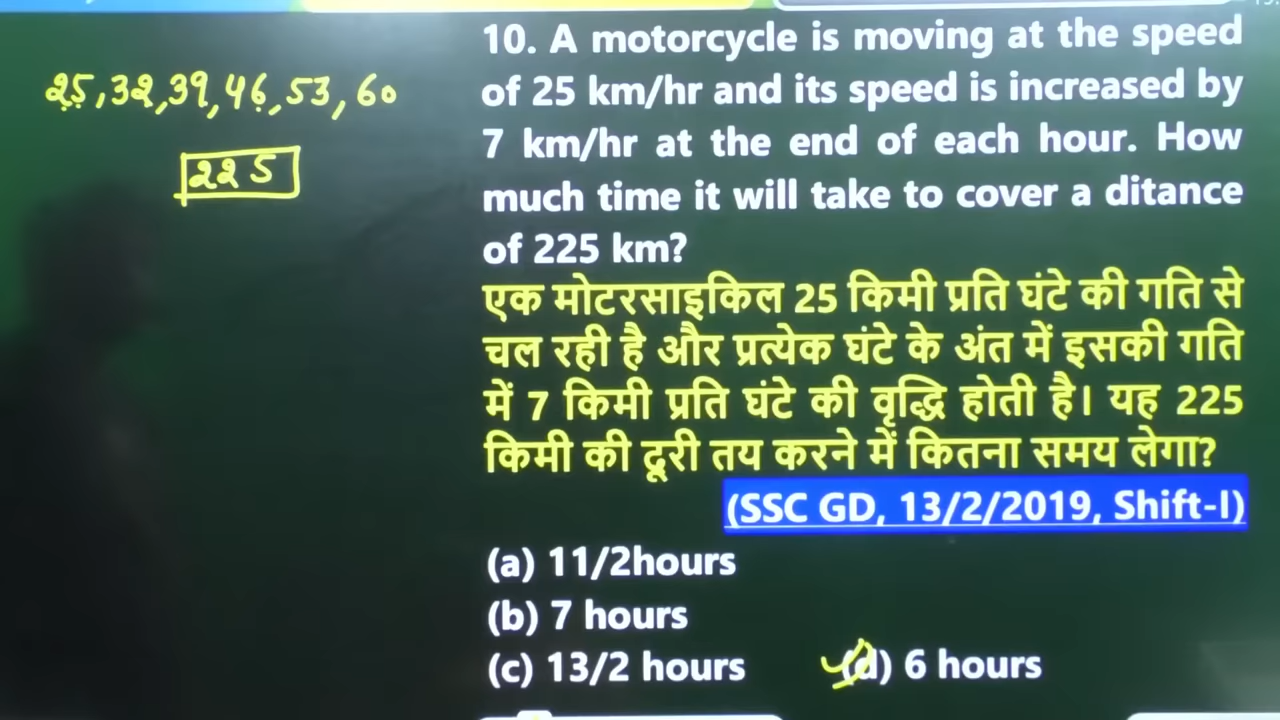 25,32,39,46,53,60
225
10. A motorcycle is moving at the speed
of 25 km/hr and its speed is increased by
7 km/hr at the end of each hour. How
much time it will take to cover a ditance
of 225 km?
एक मोटरसाइकिल 25 किमी प्रति घंटे की गति से
चल रही है और प्रत्येक घंटे के अंत में इसकी गति
में 7 किमी प्रति घंटे की वृद्धि होती है। यह 225
किमी की दूरी तय करने में कितना समय लेगा?
(SSC GD, 13/2/2019, Shift-I)
(a) 11/2hours
(b) 7 hours
(c) 13/2 hours (d) 6 hours